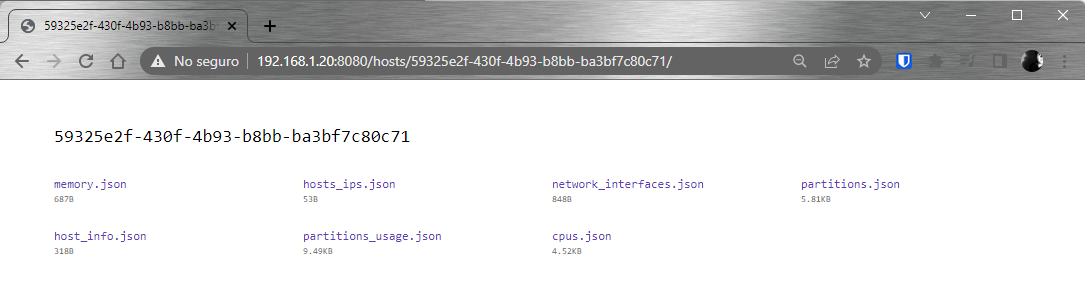 59325e2f-430f-4b93-b8bb-ba3b
No seguro 192.168.1.20:8080/hosts/59325e2f-430f-4b93-b8bb-ba3bf7c80c71/
59325e2f-430f-4b93-b8bb-ba3bf7c80c71
memory.json hosts_ips.json network_interfaces.json partitions.json
687B 53B 848B 5.81KB
host_info.json partitions_usage.json cpus.json
318B 9.49KB 4.52KB